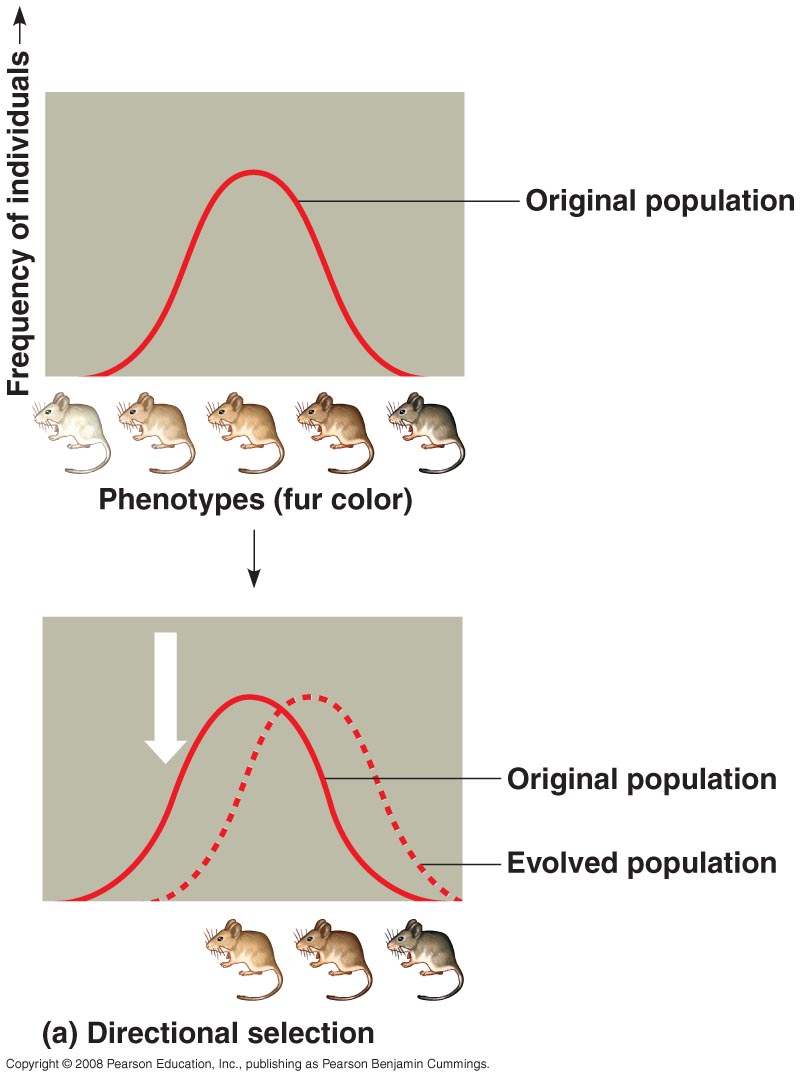 Frequency of individuals
Original population
Phenotypes (fur color)
Original population
Evolved population
(a) Directional selection
Copyright © 2008 Pearson Education, Inc., publishing as Pearson Benjamin Cummings.